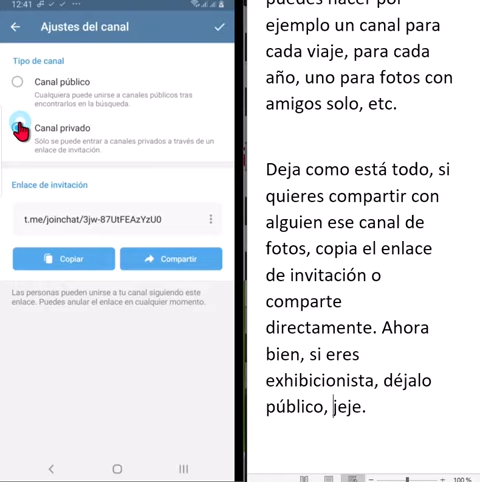 12:41
Ajustes del canal
Tipo de canal
Canal público
Cualquiera puede unirse a canales públicos tras
encontrarlos en la búsqueda.
Canal privado
Solo se puede entrar a canales privados a través de un
enlace de invitación.
Enlace de invitación
t.me/joinchat/3jw-87UtFEAzYzU0
Copiar
Compartir
Las personas pueden unirse a tu canal siguiendo este
enlace. Puedes anular el enlace en cualquier momento.
puedes hacer por
ejemplo un canal para
cada viaje, para cada
año, uno para fotos con
amigos solo, etc.
Deja como está todo, si
quieres compartir con
alguien ese canal de
fotos, copia el enlace
de invitación o
comparte
directamente. Ahora
bien, si eres
exhibicionista, déjalo
público, jeje.
100 %